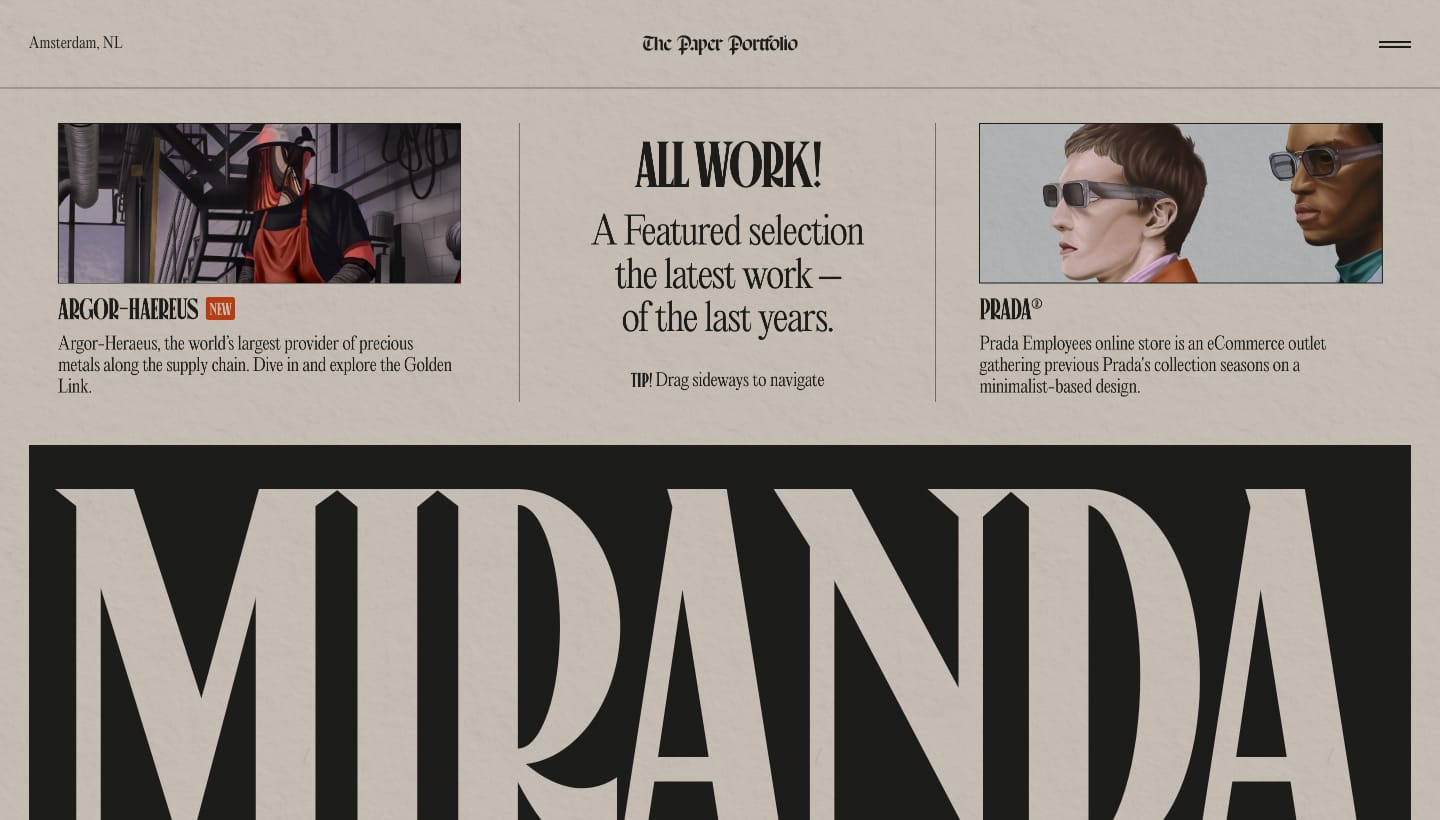 Amsterdam, NL
The Paper Portfolio
ARGOR-HAEREUS NEW
Argor-Heraeus, the world's largest provider of precious
metals along the supply chain. Dive in and explore the Golden
Link.
ALL WORK!
A Featured selection
the latest work —
of the last years.
TIP! Drag sideways to navigate
PRADA®
Prada Employees online store is an eCommerce outlet
gathering previous Prada's collection seasons on a
minimalist-based design.
MIRANDA